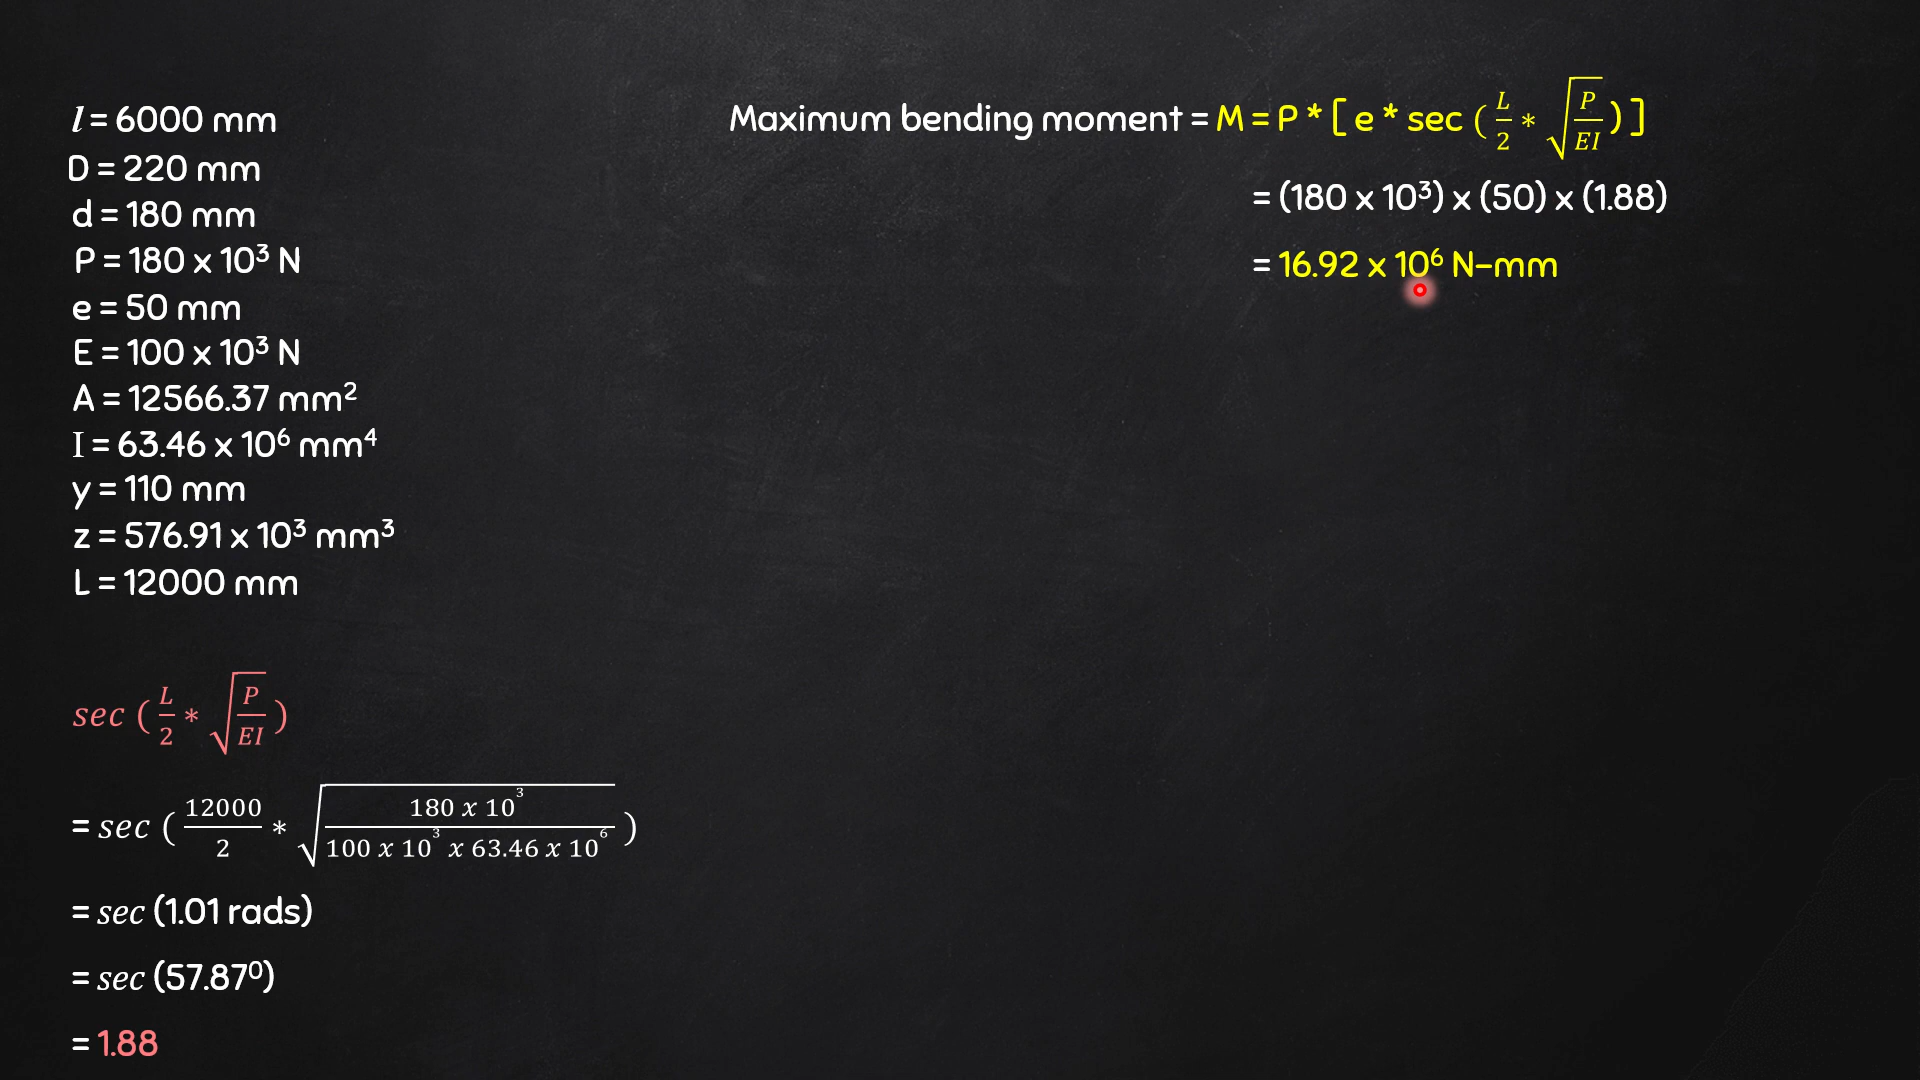 l = 6000 mm
D = 220 mm
d = 180 mm
P = 180 x 10³ N
e = 50 mm
E = 100 x 10³ N
A = 12566.37 mm²
I = 63.46 x 10⁶ mm⁴
y = 110 mm
z = 576.91 x 10³ mm³
L = 12000 mm
sec ( L/2 * √(P/EI) )
= sec ( 12000/2 * √(180 x 10³ / 100 x 10³ x 63.46 x 10⁶) )
= sec (1.01 rads)
= sec (57.87⁰)
= 1.88
Maximum bending moment = M = P * [ e * sec ( L/2 * √(P/EI) ) ]
= (180 x 10³) x (50) x (1.88)
= 16.92 x 10⁶ N-mm